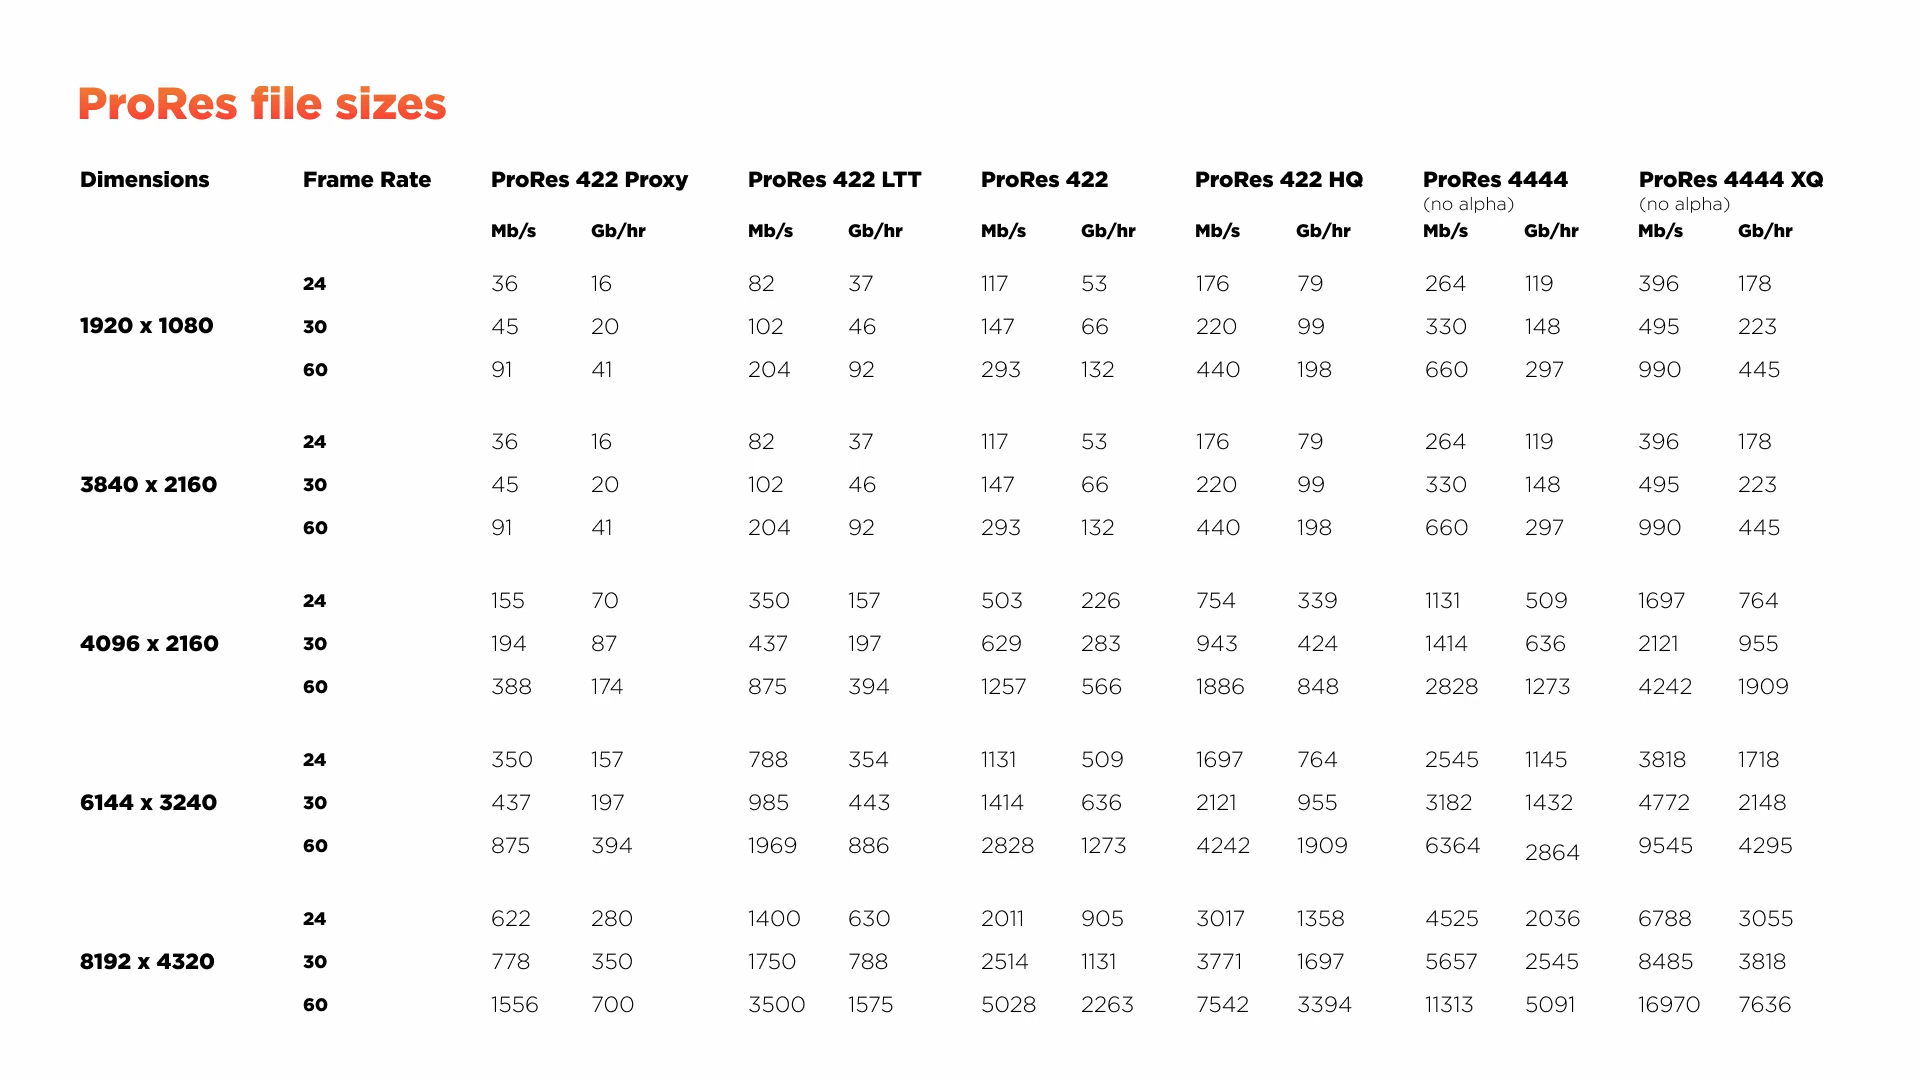 ProRes file sizes
Dimensions Frame Rate ProRes 422 Proxy ProRes 422 LTT ProRes 422 ProRes 422 HQ ProRes 4444 ProRes 4444 XQ
(no alpha) (no alpha)
Mb/s Gb/hr Mb/s Gb/hr Mb/s Gb/hr Mb/s Gb/hr Mb/s Gb/hr Mb/s Gb/hr
24 36 16 82 37 117 53 176 79 264 119 396 178
1920 x 1080 30 45 20 102 46 147 66 220 99 330 148 495 223
60 91 41 204 92 293 132 440 198 660 297 990 445
24 36 16 82 37 117 53 176 79 264 119 396 178
3840 x 2160 30 45 20 102 46 147 66 220 99 330 148 495 223
60 91 41 204 92 293 132 440 198 660 297 990 445
24 155 70 350 157 503 226 754 339 1131 509 1697 764
4096 x 2160 30 194 87 437 197 629 283 943 424 1414 636 2121 955
60 388 174 875 394 1257 566 1886 848 2828 1273 4242 1909
24 350 157 788 354 1131 509 1697 764 2545 1145 3818 1718
6144 x 3240 30 437 197 985 443 1414 636 2121 955 3182 1432 4772 2148
60 875 394 1969 886 2828 1273 4242 1909 6364 2864 9545 4295
24 622 280 1400 630 2011 905 3017 1358 4525 2036 6788 3055
8192 x 4320 30 778 350 1750 788 2514 1131 3771 1697 5657 2545 8485 3818
60 1556 700 3500 1575 5028 2263 7542 3394 11313 5091 16970 7636